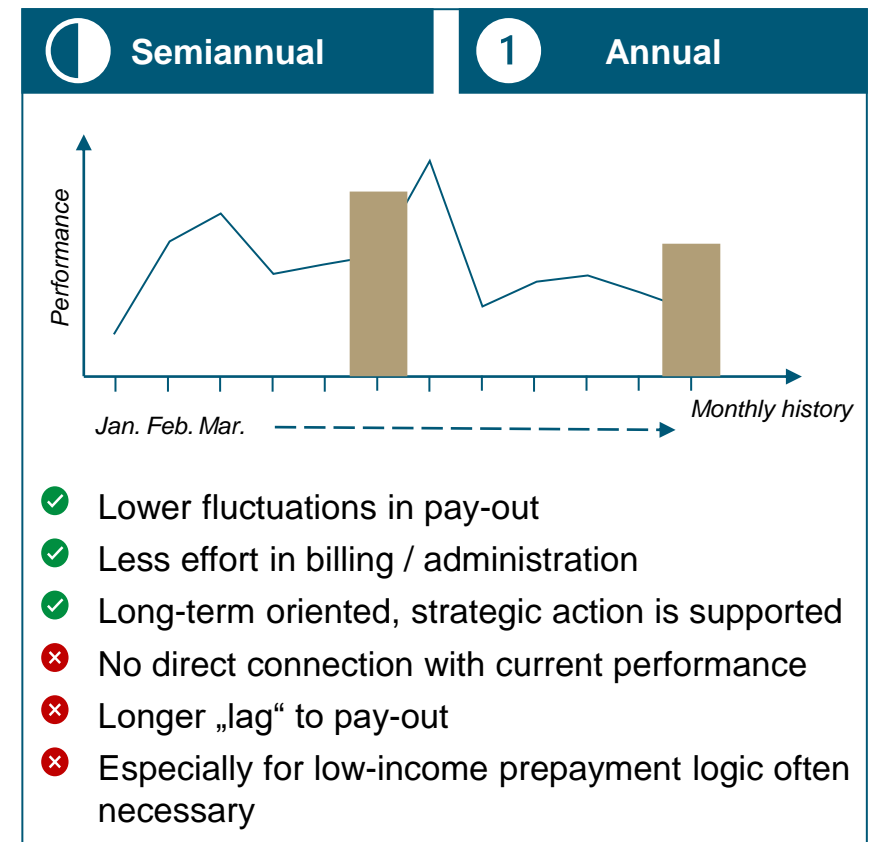 Semiannual
1 Annual
Performance
Monthly history
Jan. Feb. Mar.
Lower fluctuations in pay-out
Less effort in billing / administration
Long-term oriented, strategic action is supported
No direct connection with current performance
Longer „lag“ to pay-out
Especially for low-income prepayment logic often
necessary